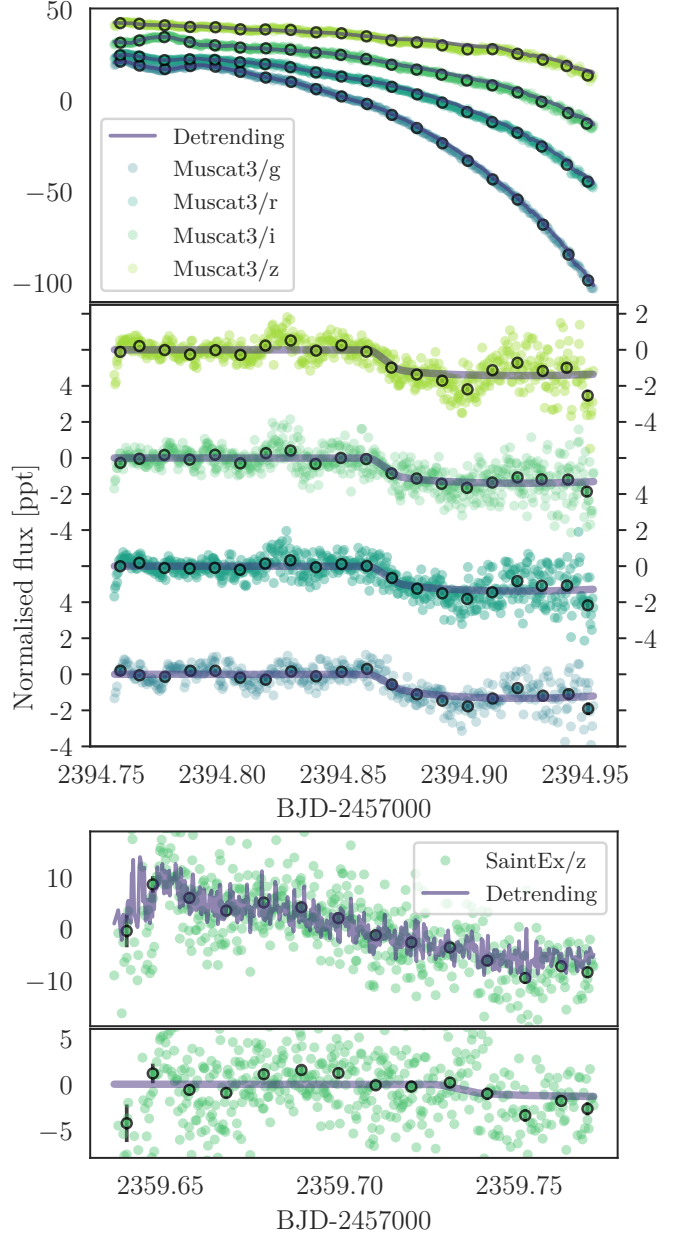 50
0
−50
−100
Detrending
Muscat3/g
Muscat3/r
Muscat3/i
Muscat3/z
2
0
4
-2
2
-4
0
-2
4
-4
2
0
4
-2
2
-4
0
-2
-4
Normalised flux [ppt]
2394.75 2394.80 2394.85 2394.90 2394.95
BJD-2457000
10
0
−10
SaintEx/z
Detrending
5
0
−5
2359.65 2359.70 2359.75
BJD-2457000